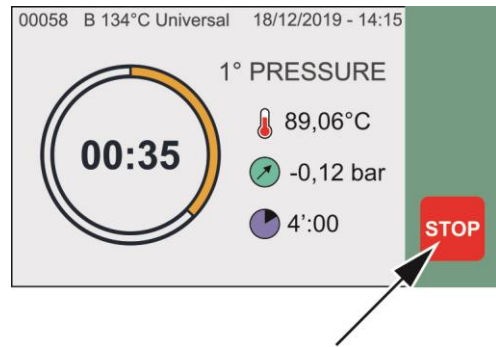 00058 B 134°C Universal 18/12/2019 - 14:15
1° PRESSURE
89,06°C
00:35
-0,12 bar
4’:00
STOP